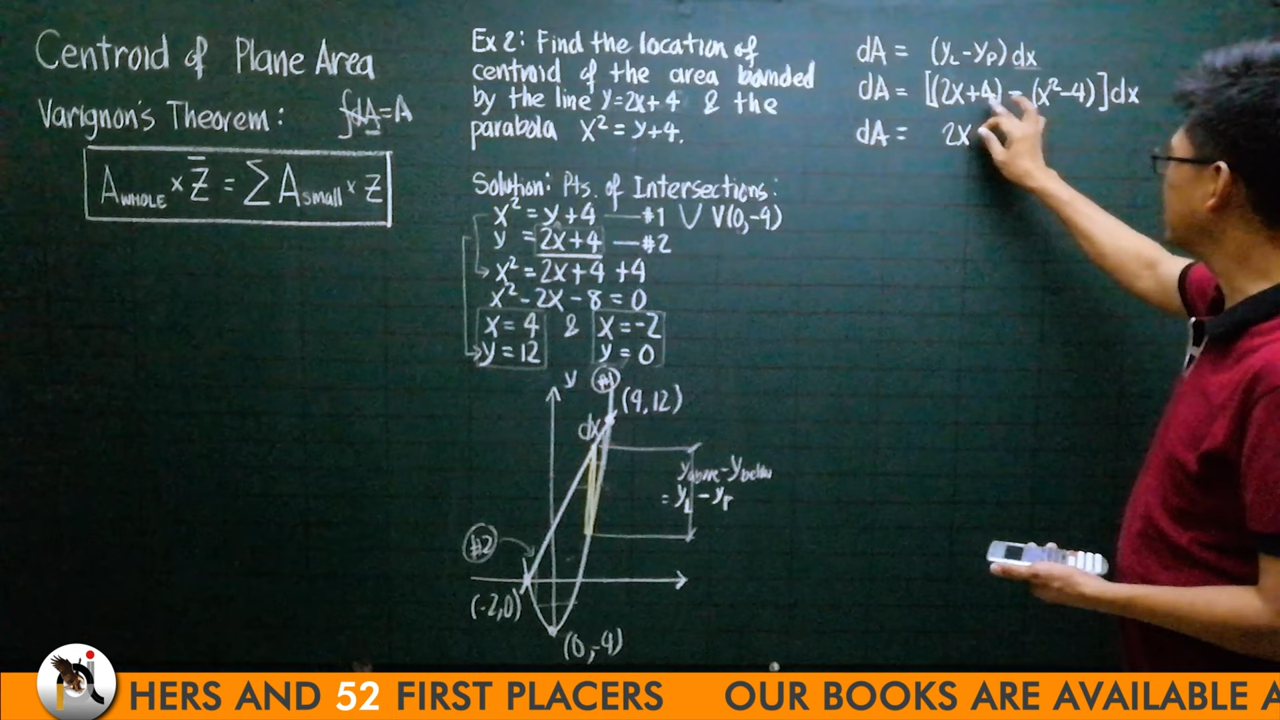 Centroid of Plane Area
Varignon's Theorem: ∫dA = A
A WHOLE × Z̄ = ∑ A small × Z
Ex 2: Find the location of
centroid of the area bounded
by the line y=2x+4 & the
parabola x² = y+4.
Solution: Pts. of Intersections:
x² = y+4 — #1 ∪ V(0,-4)
y = 2x+4 — #2
x² = 2x+4 +4
x² - 2x - 8 = 0
x = 4 & x = -2
y = 12 y = 0
y #1
(4,12)
dx
y above - y below
= y_L - y_P
#2
(-2,0)
(0,-4)
dA = (y_L - y_P) dx
dA = [(2x+4) - (x²-4)] dx
dA = 2x
HERS AND 52 FIRST PLACERS OUR BOOKS ARE AVAILABLE A